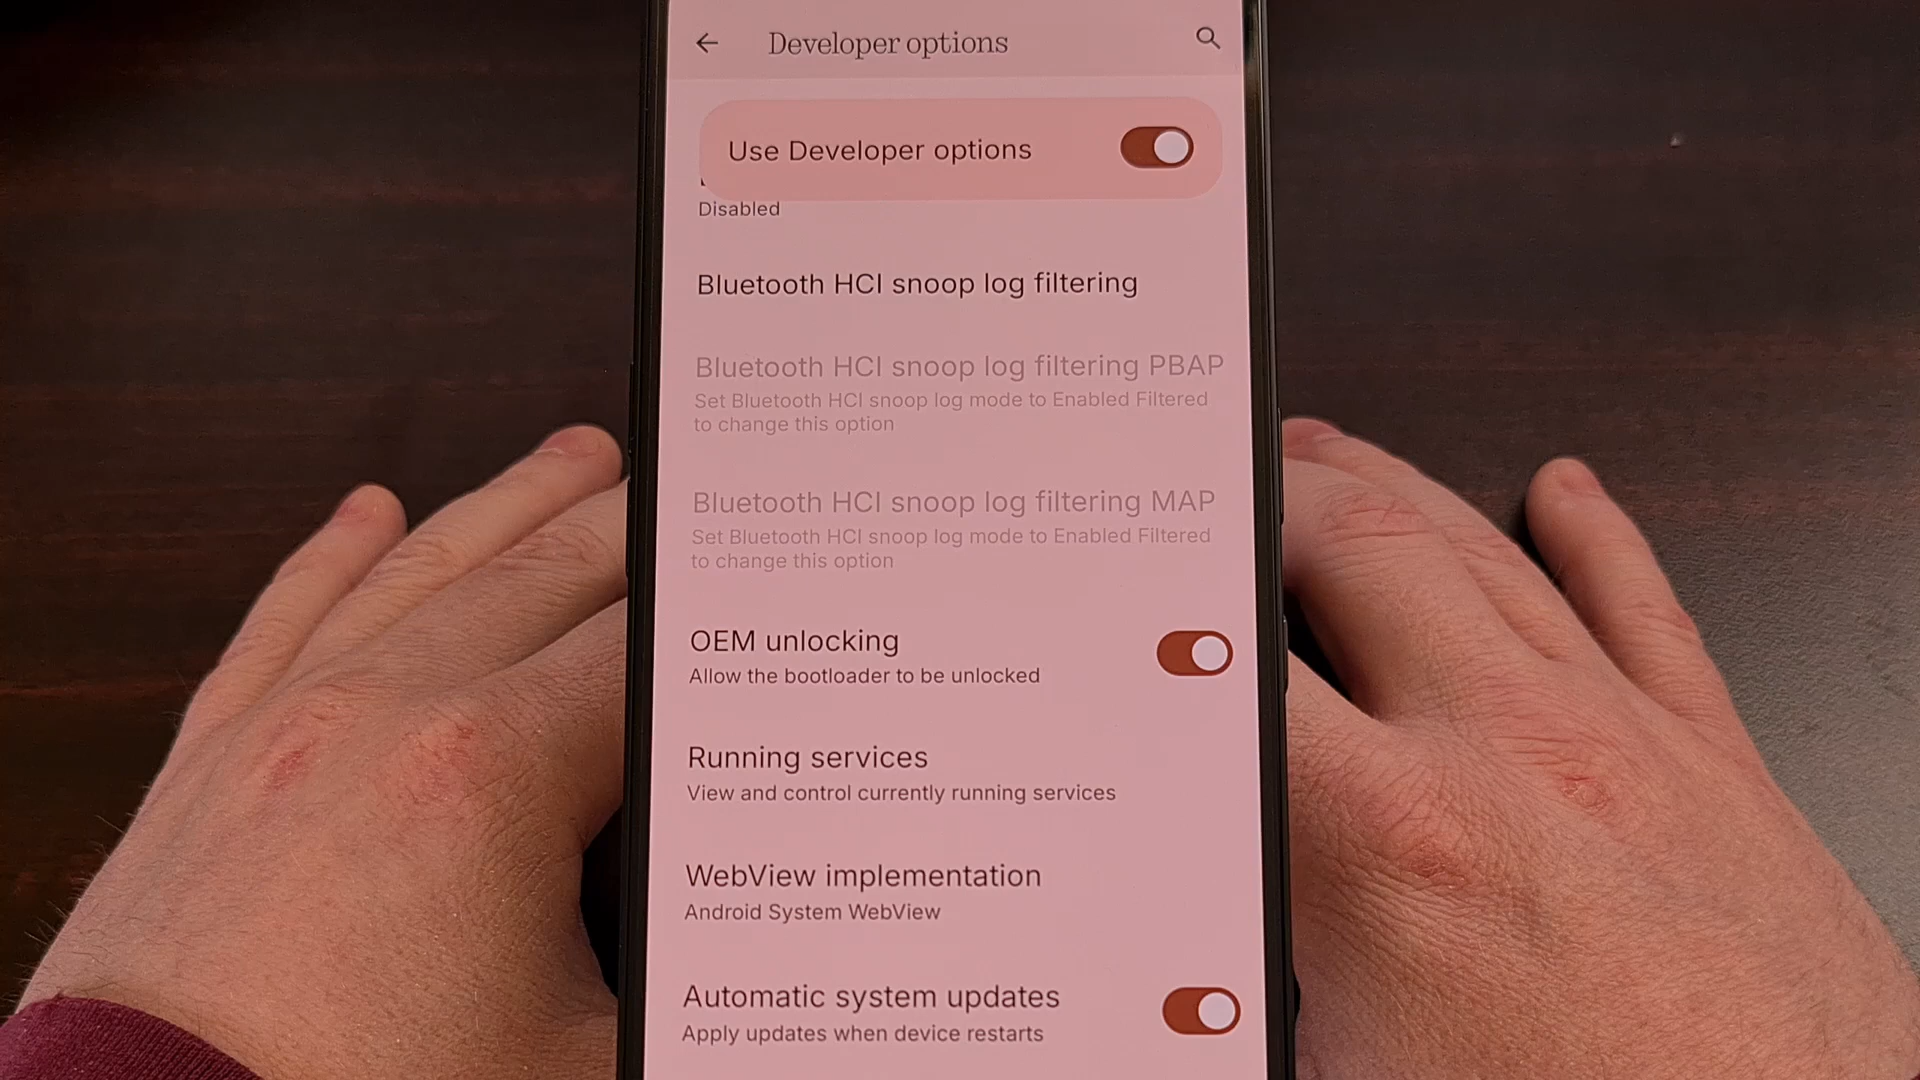 Developer options
Use Developer options
Disabled
Bluetooth HCI snoop log filtering
Bluetooth HCI snoop log filtering PBAP
Set Bluetooth HCI snoop log mode to Enabled Filtered
to change this option
Bluetooth HCI snoop log filtering MAP
Set Bluetooth HCI snoop log mode to Enabled Filtered
to change this option
OEM unlocking
Allow the bootloader to be unlocked
Running services
View and control currently running services
WebView implementation
Android System WebView
Automatic system updates
Apply updates when device restarts